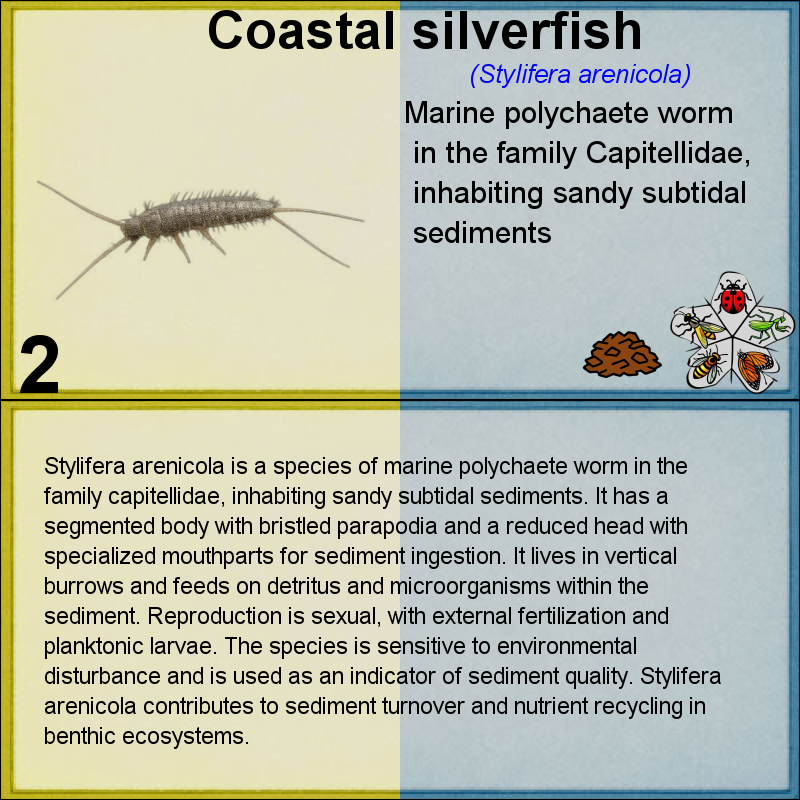 Coastal silverfish
(Stylifera arenicola)
Marine polychaete worm
in the family Capitellidae,
inhabiting sandy subtidal
sediments
2
Stylifera arenicola is a species of marine polychaete worm in the
family capitellidae, inhabiting sandy subtidal sediments. It has a
segmented body with bristled parapodia and a reduced head with
specialized mouthparts for sediment ingestion. It lives in vertical
burrows and feeds on detritus and microorganisms within the
sediment. Reproduction is sexual, with external fertilization and
planktonic larvae. The species is sensitive to environmental
disturbance and is used as an indicator of sediment quality. Stylifera
arenicola contributes to sediment turnover and nutrient recycling in
benthic ecosystems.